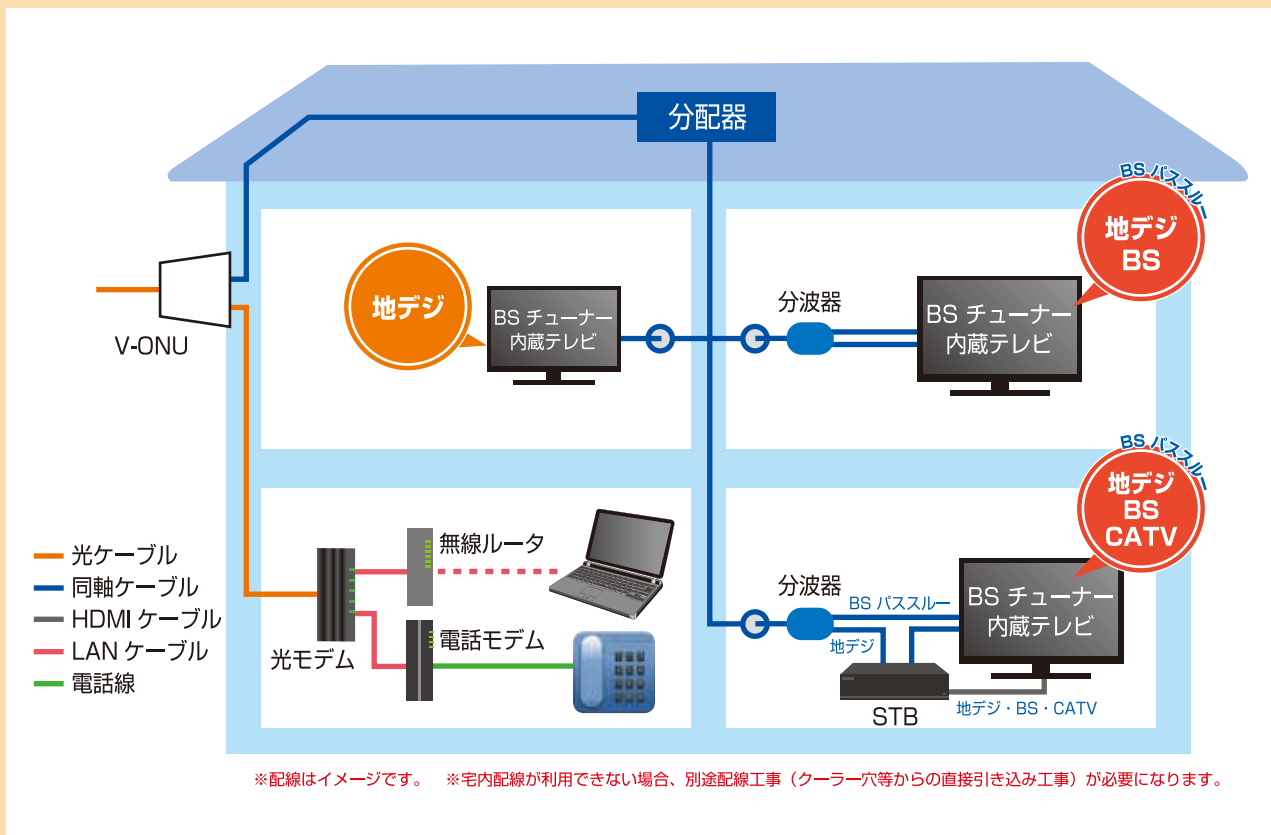 分配器
BS パススルー
地デジ
BS
地デジ
分波器
BS チューナー
内蔵テレビ
BS チューナー
内蔵テレビ
V-ONU
BS パススルー
地デジ
BS
CATV
光ケーブル
同軸ケーブル
HDMI ケーブル
LAN ケーブル
電話線
無線ルータ
光モデム
電話モデム
分波器
BS パススルー
地デジ
BS チューナー
内蔵テレビ
STB
地デジ・BS・CATV
※配線はイメージです。 ※宅内配線が利用できない場合、別途配線工事（クーラー穴等からの直接引き込み工事）が必要になります。